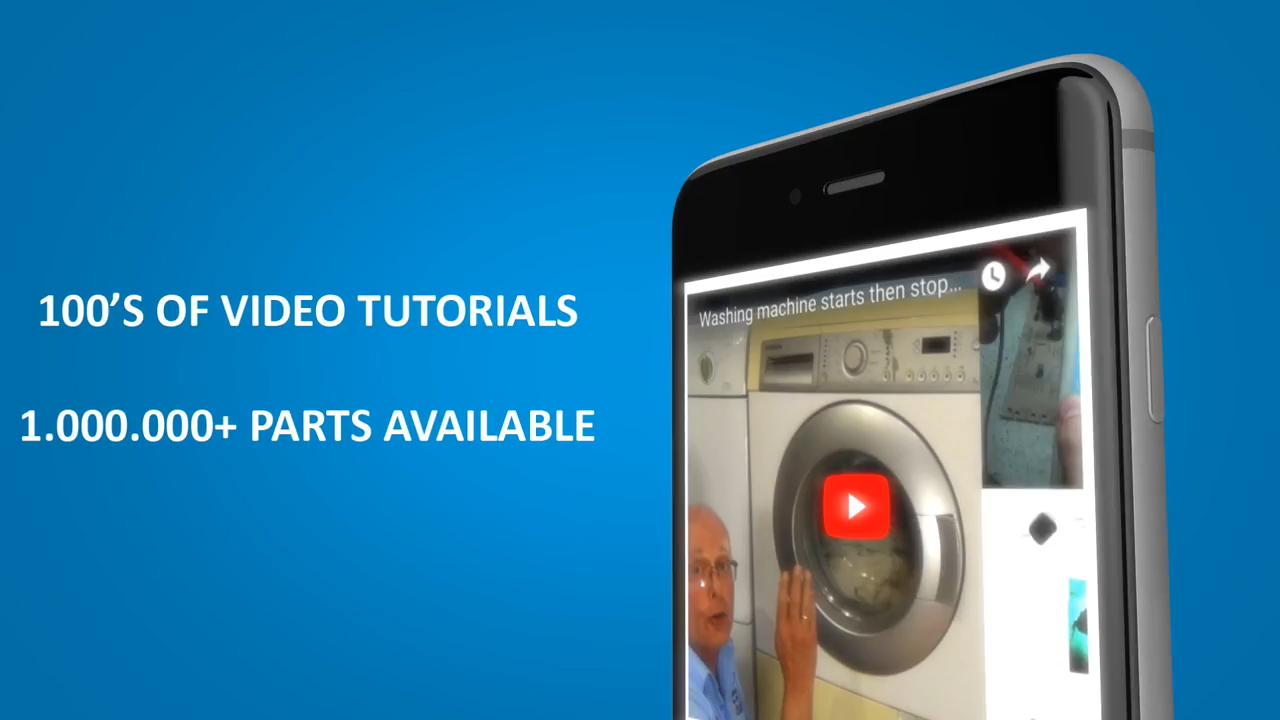 100'S OF VIDEO TUTORIALS
1.000.000+ PARTS AVAILABLE
Washing machine starts then stop...